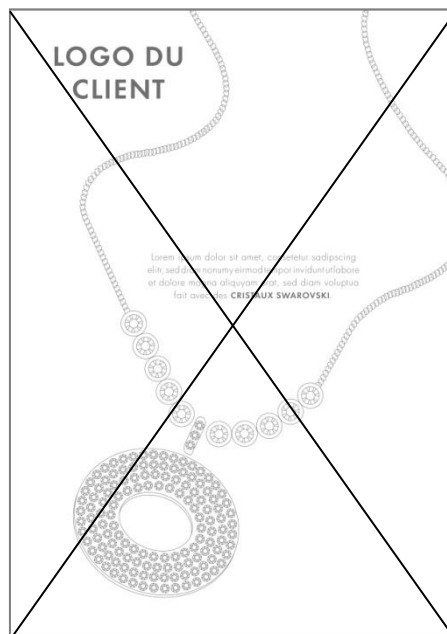 LOGO DU
CLIENT
Lorem ipsum dolor sit amet, consetetur sadipscing
elitr, sed diam nonumy eirmod tempor invidunt ut labore
et dolore magna aliquyam erat, sed diam voluptua
fait avec des CRISTAUX SWAROVSKI.